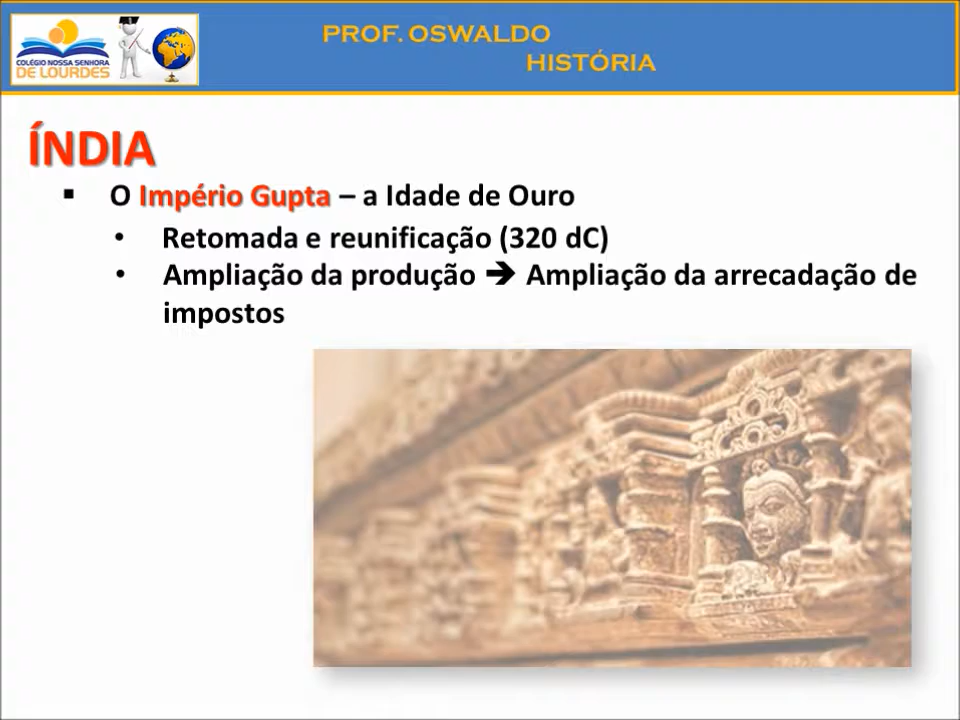 COLÉGIO NOSSA SENHORA
DE LOURDES
PROF. OSWALDO
HISTÓRIA
ÍNDIA
▪ O Império Gupta – a Idade de Ouro
• Retomada e reunificação (320 dC)
• Ampliação da produção ➔ Ampliação da arrecadação de
impostos